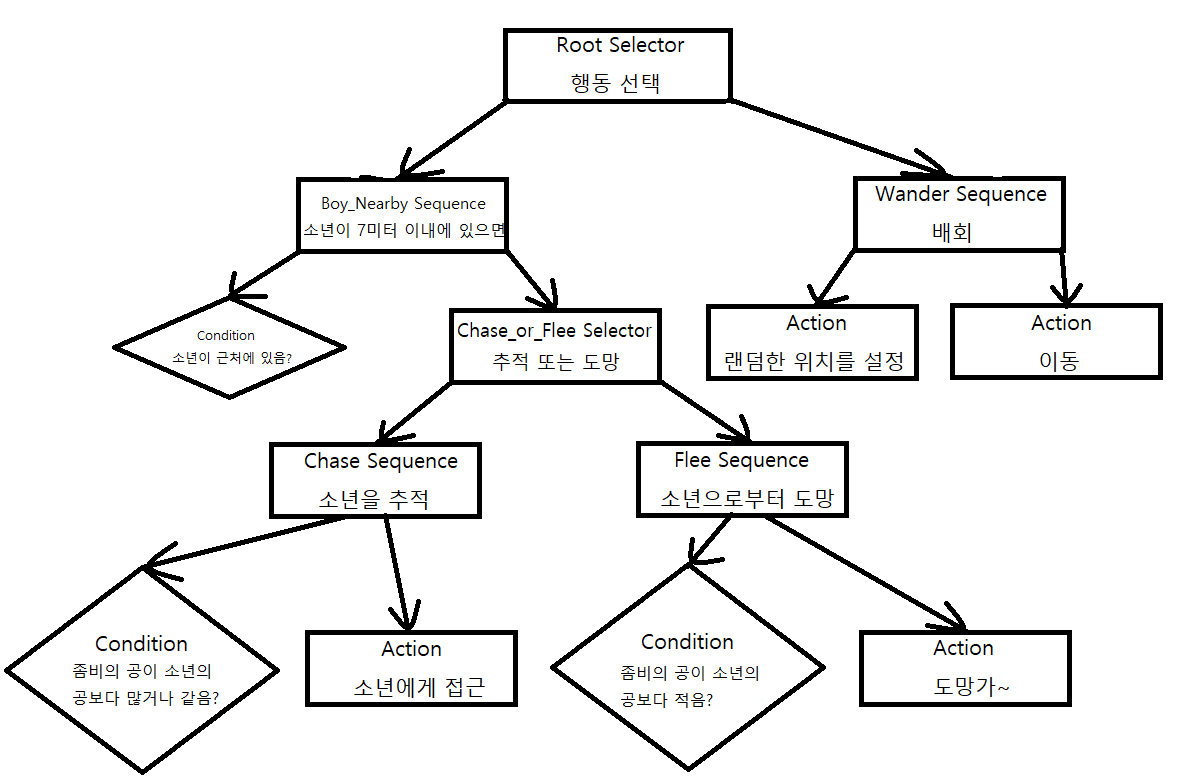 Root Selector
행동 선택
Boy_Nearby Sequence
소년이 7미터 이내에 있으면
Wander Sequence
배회
Condition
소년이 근처에 있음?
Chase_or_Flee Selector
추적 또는 도망
Action
랜덤한 위치를 설정
Action
이동
Chase Sequence
소년을 추적
Flee Sequence
소년으로부터 도망
Condition
좀비의 공이 소년의
공보다 많거나 같음?
Action
소년에게 접근
Condition
좀비의 공이 소년의
공보다 적음?
Action
도망가~